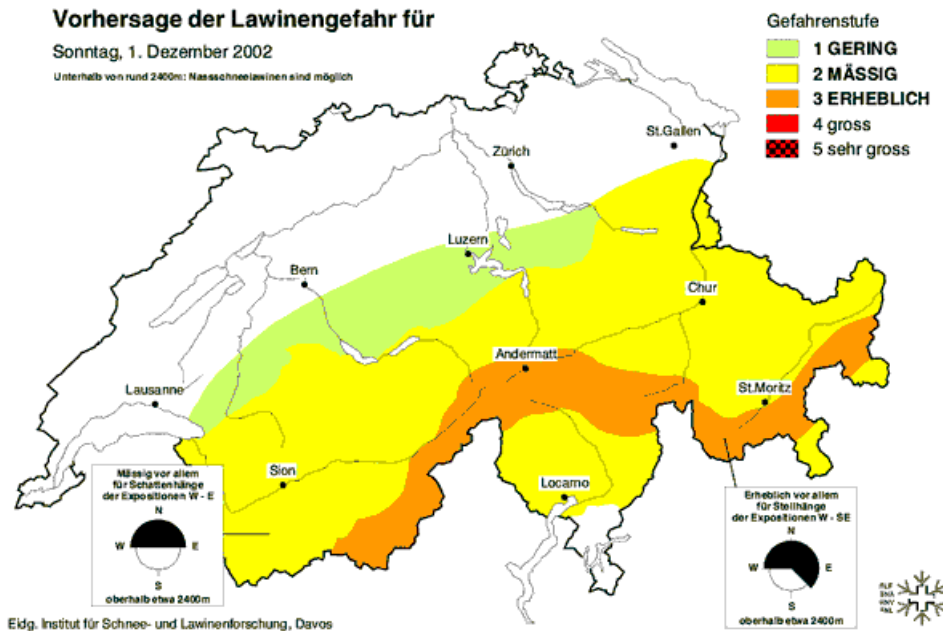 Vorhersage der Lawinengefahr für
Sonntag, 1. Dezember 2002
Unterhalb von rund 2400m: Nassschneelawinen sind möglich
Gefahrenstufe
1 GERING
2 MÄSSIG
3 ERHEBLICH
4 gross
5 sehr gross
St.Gallen
Zürich
Luzern
Bern
Chur
Andermatt
Lausanne
St.Moritz
Sion
Locarno
Mässig vor allem
für Schattenhänge
der Expositionen W - E
N
W E
S
oberhalb etwa 2400m
Erheblich vor allem
für Steilhänge
der Expositionen W - SE
N
W E
S
oberhalb etwa 2400m
SLF
SNA
Eidg. Institut für Schnee- und Lawinenforschung, Davos